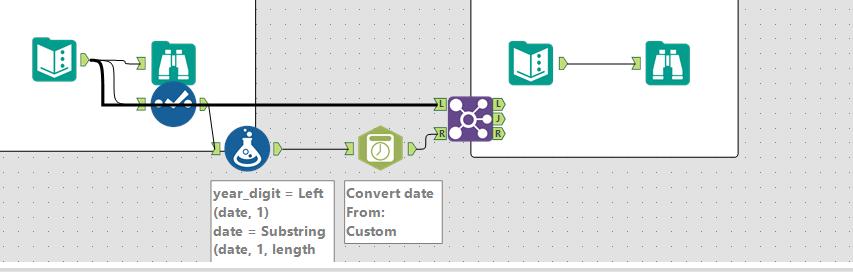 L
L
J
R
R
year_digit = Left
(date, 1)
date = Substring
(date, 1, length
Convert date
From:
Custom